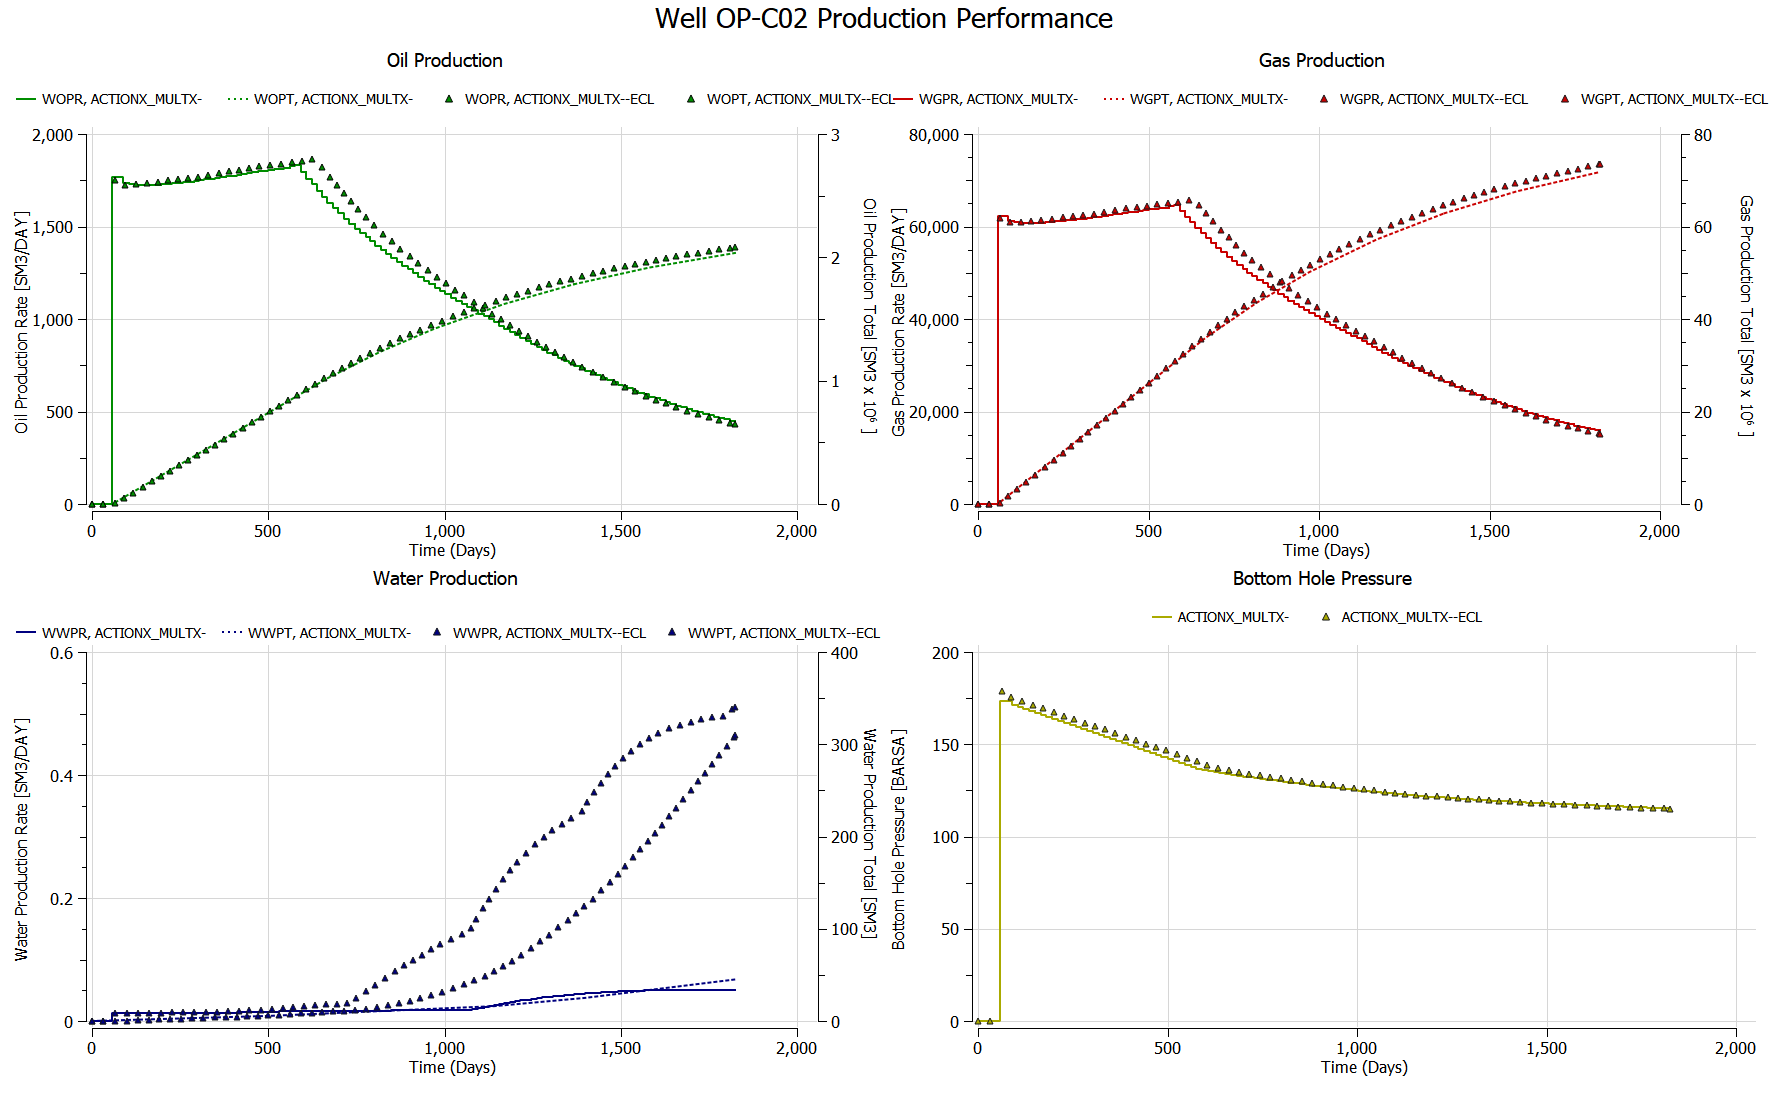 Well OP-C02 Production Performance
Oil Production
WOPR, ACTIONX_MULTX- WOPT, ACTIONX_MULTX- WOPR, ACTIONX_MULTX--ECL WOPT, ACTIONX_MULTX--ECL
2,000
1,500
1,000
500
0
Oil Production Rate [SM3/DAY]
3
2
1
0
Oil Production Total [SM3 x 10⁶ ]
0 500 1,000 1,500 2,000
Time (Days)
Gas Production
WGPR, ACTIONX_MULTX- WGPT, ACTIONX_MULTX- WGPR, ACTIONX_MULTX--ECL WGPT, ACTIONX_MULTX--ECL
80,000
60,000
40,000
20,000
0
Gas Production Rate [SM3/DAY]
80
60
40
20
0
Gas Production Total [SM3 x 10⁶ ]
0 500 1,000 1,500 2,000
Time (Days)
Water Production
WWPR, ACTIONX_MULTX- WWPT, ACTIONX_MULTX- WWPR, ACTIONX_MULTX--ECL WWPT, ACTIONX_MULTX--ECL
0.6
0.4
0.2
0
Water Production Rate [SM3/DAY]
400
300
200
100
0
Water Production Total [SM3]
0 500 1,000 1,500 2,000
Time (Days)
Bottom Hole Pressure
ACTIONX_MULTX- ACTIONX_MULTX--ECL
200
150
100
50
0
Bottom Hole Pressure [BARSA]
0 500 1,000 1,500 2,000
Time (Days)